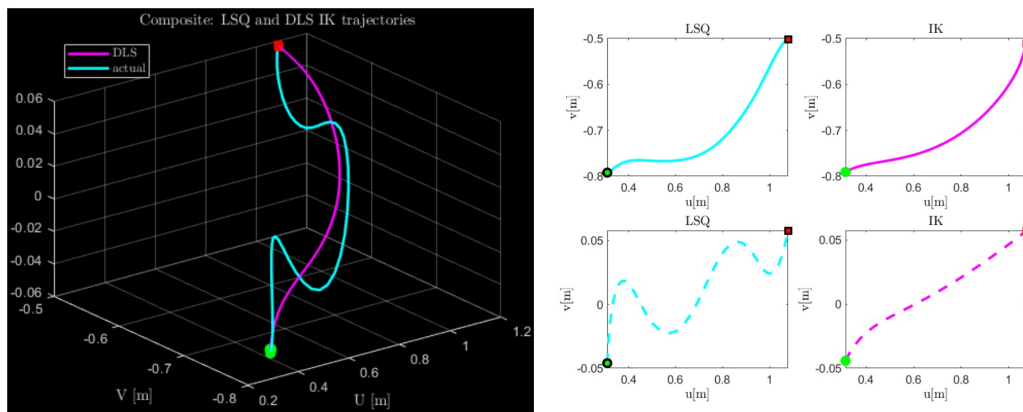 Composite: LSQ and DLS IK trajectories
DLS
actual
0.06
0.04
0.02
0
-0.02
-0.04
-0.06
-0.5
-0.6
-0.7
-0.8
V [m]
0.2
0.4
0.6
0.8
1
1.2
U [m]
LSQ
-0.5
-0.6
-0.7
-0.8
v[m]
0.4 0.6 0.8 1
u[m]
IK
-0.5
-0.6
-0.7
-0.8
v[m]
0.4 0.6 0.8 1
u[m]
LSQ
0.05
0
-0.05
v[m]
0.4 0.6 0.8 1
u[m]
IK
0.05
0
-0.05
v[m]
0.4 0.6 0.8 1
u[m]